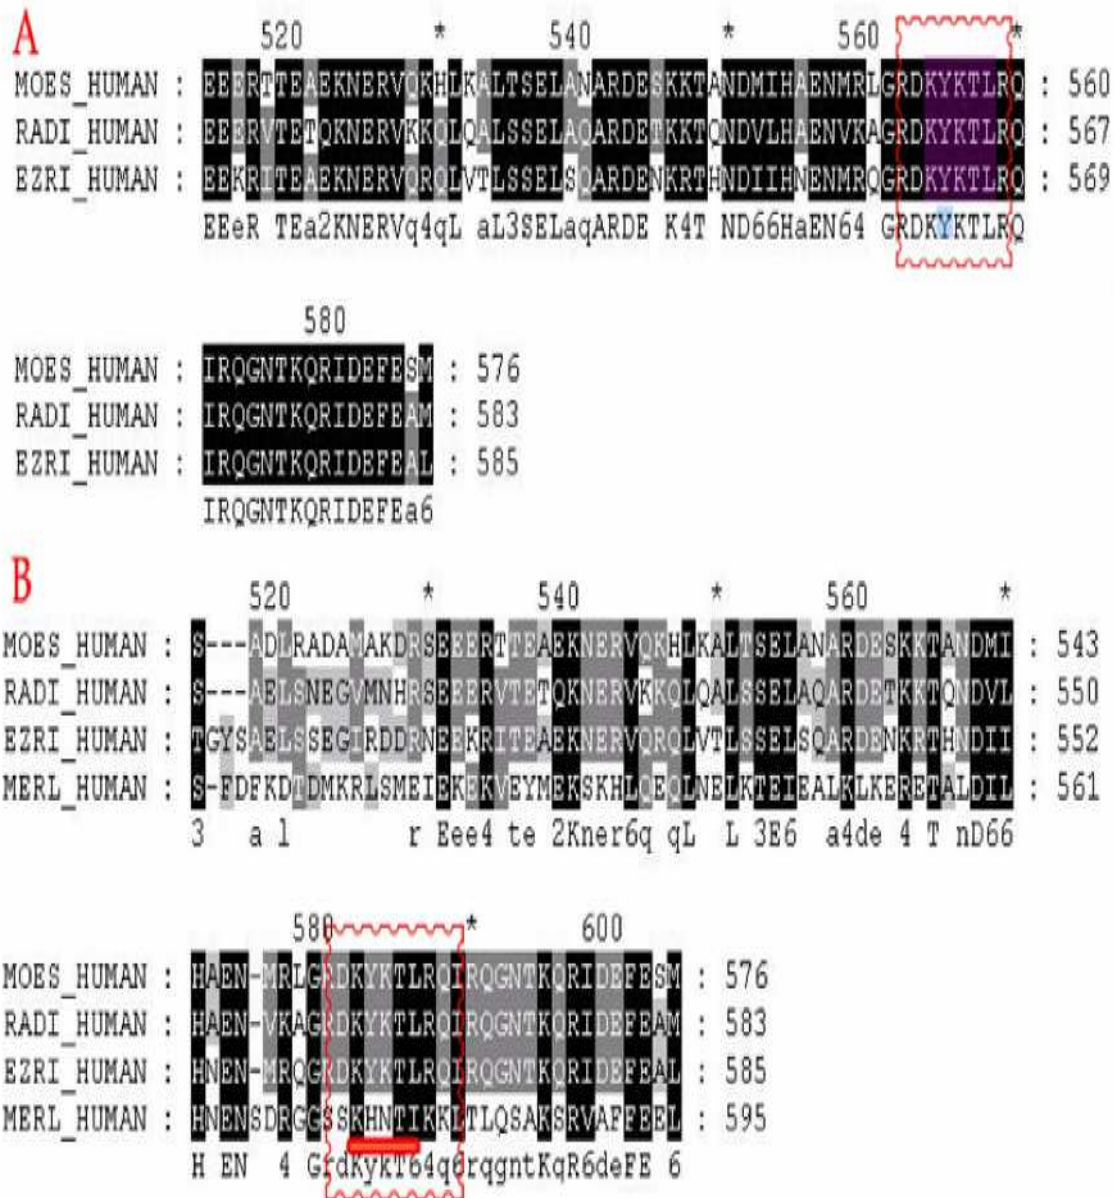 A
520 * 540 * 560 *
MOES_HUMAN : EEERTTEAEKNERVQKHLKALTSELANARDESKKTANDMIHAENMRLGRDKYKTLRQ : 560
RADI_HUMAN : EEERVTETQKNERVKKQLQALSSELAQARDETKKTQNDVLHAENVKAGRDKYKTLRQ : 567
EZRI_HUMAN : EEKRITEAEKNERVQRQLVTLSSELSQARDENKRTHNDIIHNENMRQGRDKYKTLRQ : 569
EEeR TEa2KNERVq4qL aL3SELaqARDE K4T ND66HaEN64 GRDKYKTLRQ
580
MOES_HUMAN : IRQGNTKQRIDEFESM : 576
RADI_HUMAN : IRQGNTKQRIDEFEAM : 583
EZRI_HUMAN : IRQGNTKQRIDEFEAL : 585
IRQGNTKQRIDEFEa6
B
520 * 540 * 560 *
MOES_HUMAN : S---ADLRADAMAKDRSEEERTTEAEKNERVQKHLKALTSELANARDESKKTANDMI : 543
RADI_HUMAN : S---AELSNEGVMNHRSEEERVTETQKNERVKKQLQALSSELAQARDETKKTQNDVL : 550
EZRI_HUMAN : TGYSAELSSEGIRDDRNEEKRITEAEKNERVQRQLVTLSSELSQARDENKRTHNDII : 552
MERL_HUMAN : S-FDFKDTDMKRLSMEIEKEKVEYMEKSKHLQEQLNELKTEIEALKLKERETALDIL : 561
3 a l r Eee4 te 2Kner6q qL L 3E6 a4de 4 T nD66
580 * 600
MOES_HUMAN : HAEN-MRLGRDKYKTLRQIRQGNTKQRIDEFESM : 576
RADI_HUMAN : HAEN-VKAGRDKYKTLRQIRQGNTKQRIDEFEAM : 583
EZRI_HUMAN : HNEN-MRQGRDKYKTLRQIRQGNTKQRIDEFEAL : 585
MERL_HUMAN : HNENSDRGGSSKHNTIKKLTLQSAKSRVAFFEEL : 595
H EN 4 GrdKykT64q6rqgntKqR6deFE 6